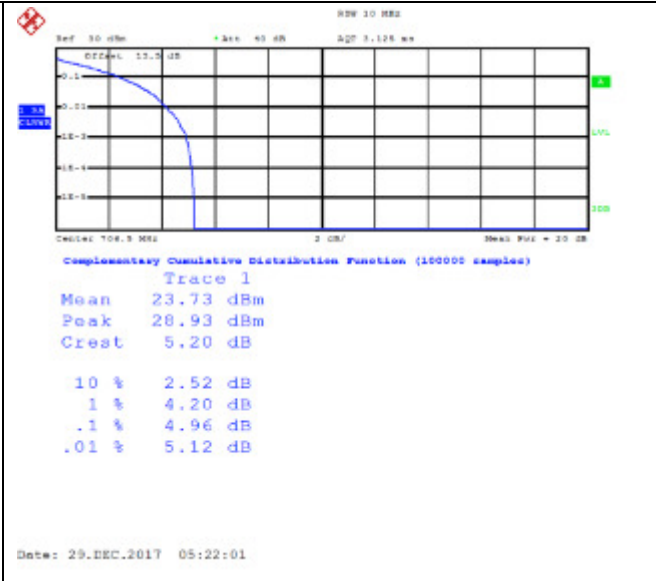 RBW 10 MHz
Ref 30 dBm *Att 40 dB AQT 3.125 ms
Offset 13.5 dB
0.1
A
0.01
1 SA
CLRWR
1E-3
LVL
1E-4
1E-5
3DB
Center 706.5 MHz 2 dB/ Mean Pwr + 20 dB
Complementary Cumulative Distribution Function (100000 samples)
Trace 1
Mean 23.73 dBm
Peak 28.93 dBm
Crest 5.20 dB
10 % 2.52 dB
1 % 4.20 dB
.1 % 4.96 dB
.01 % 5.12 dB
Date: 29.DEC.2017 05:22:01